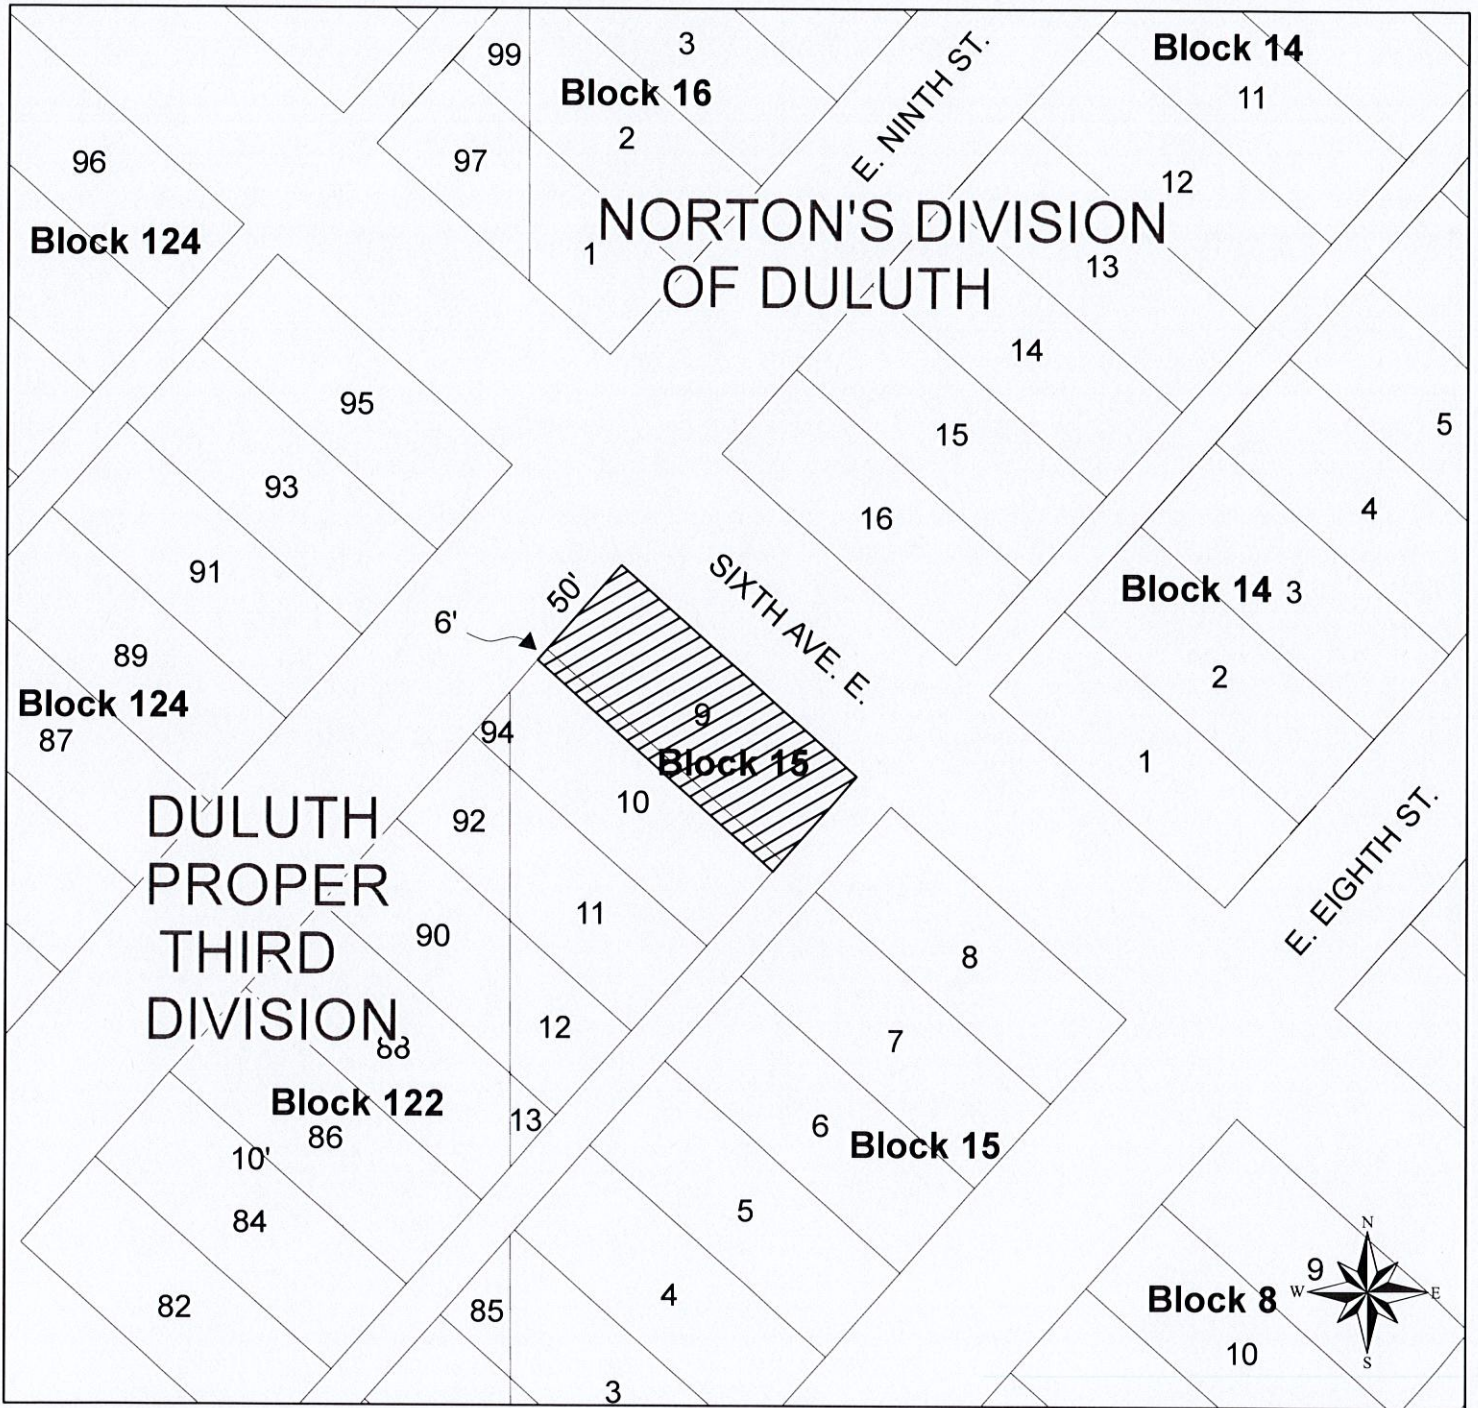 99
3
Block 16
2
97
E. NINTH ST.
Block 14
11
12
13
96
Block 124
1
NORTON'S DIVISION
OF DULUTH
14
15
16
95
93
91
89
Block 124
87
5
4
Block 14 3
2
1
SIXTH AVE. E.
50'
6'
9
Block 15
10
94
92
11
90
12
DULUTH
PROPER
THIRD
DIVISION
88
13
Block 122
86
10'
84
82
85
E. EIGHTH ST.
8
7
6
Block 15
5
4
3
N
9
W
E
Block 8
S
10